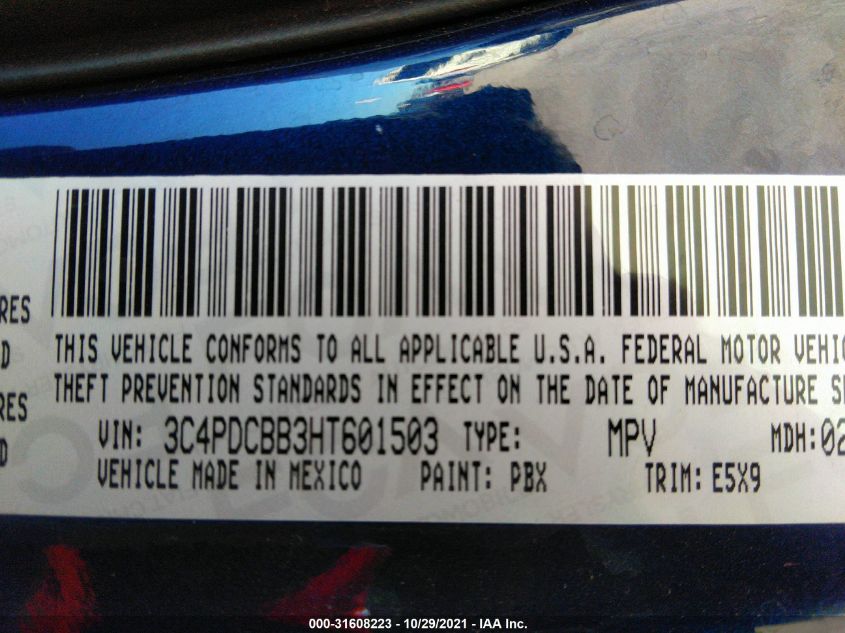 RES
THIS VEHICLE CONFORMS TO ALL APPLICABLE U.S.A. FEDERAL MOTOR VEHIC
D
THEFT PREVENTION STANDARDS IN EFFECT ON THE DATE OF MANUFACTURE S
RES
VIN: 3C4PDCBB3HT601503 TYPE: MPV MDH:02
D
VEHICLE MADE IN MEXICO PAINT: PBX TRIM: E5X9
000-31608223 - 10/29/2021 - IAA Inc.